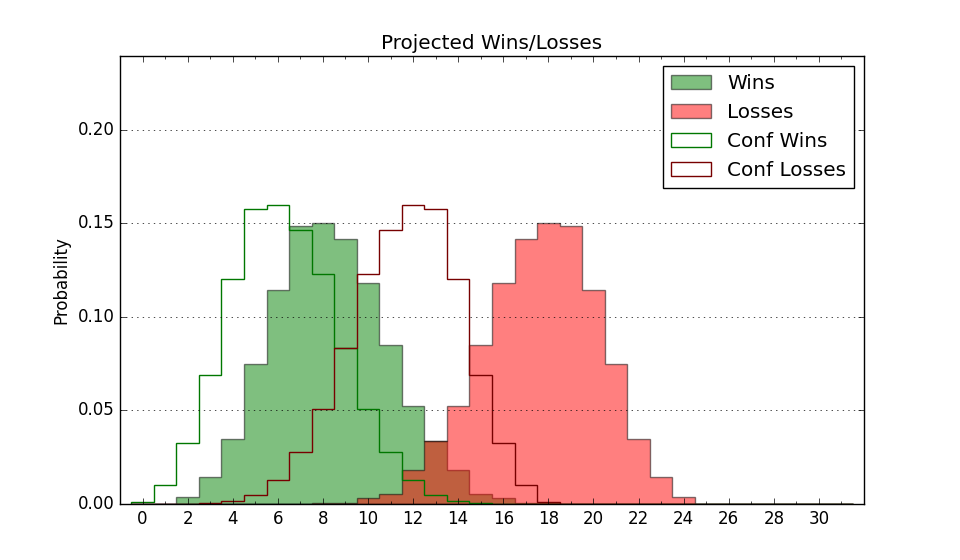 Projected Wins/Losses
Wins
Losses
Conf Wins
Conf Losses
Probability
0.20
0.15
0.10
0.05
0.00
0 2 4 6 8 10 12 14 16 18 20 22 24 26 28 30